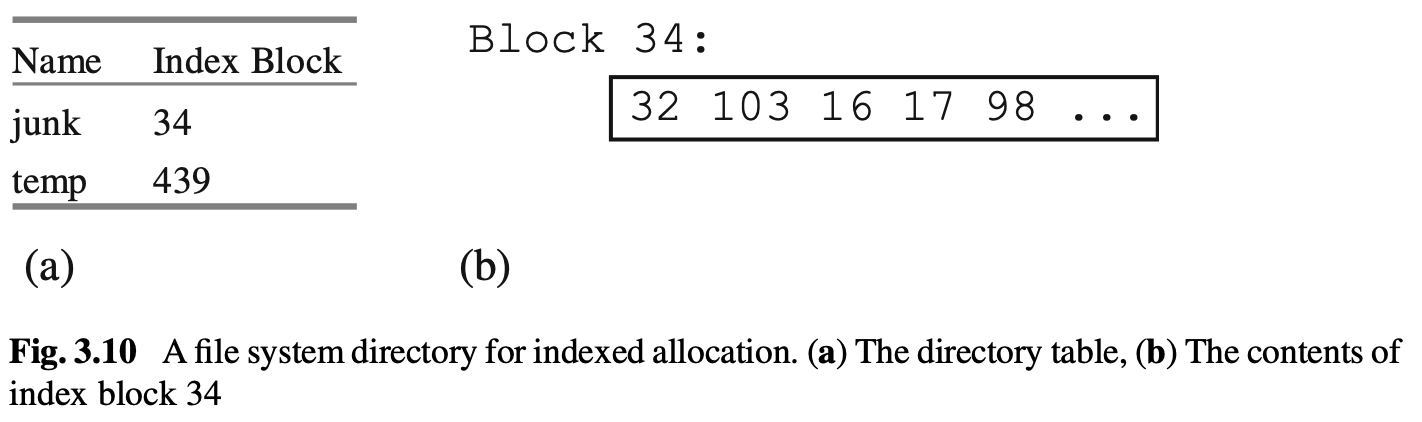 Name Index Block
junk 34
temp 439
(a)
Block 34:
32 103 16 17 98 ...
(b)
Fig. 3.10 A file system directory for indexed allocation. (a) The directory table, (b) The contents of
index block 34